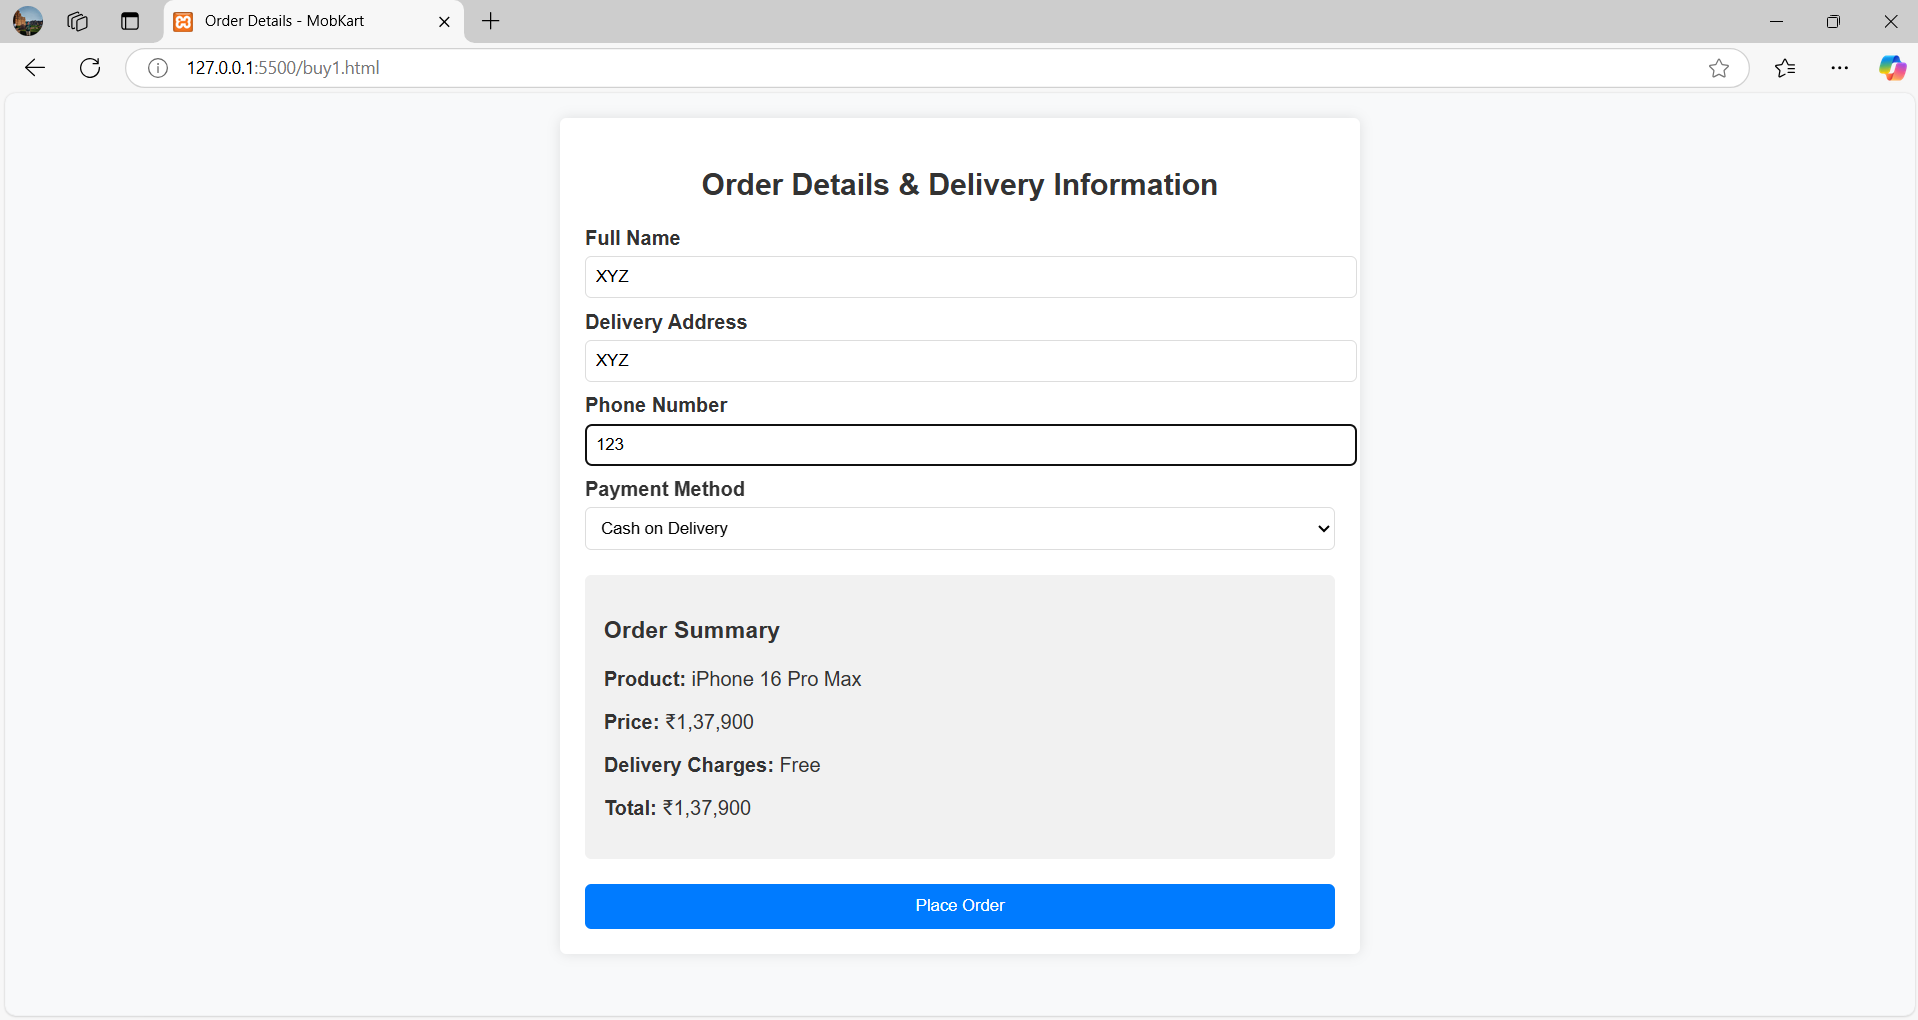 Order Details - MobKart
127.0.0.1:5500/buy1.html
Order Details & Delivery Information
Full Name
XYZ
Delivery Address
XYZ
Phone Number
123
Payment Method
Cash on Delivery
Order Summary
Product: iPhone 16 Pro Max
Price: ₹1,37,900
Delivery Charges: Free
Total: ₹1,37,900
Place Order